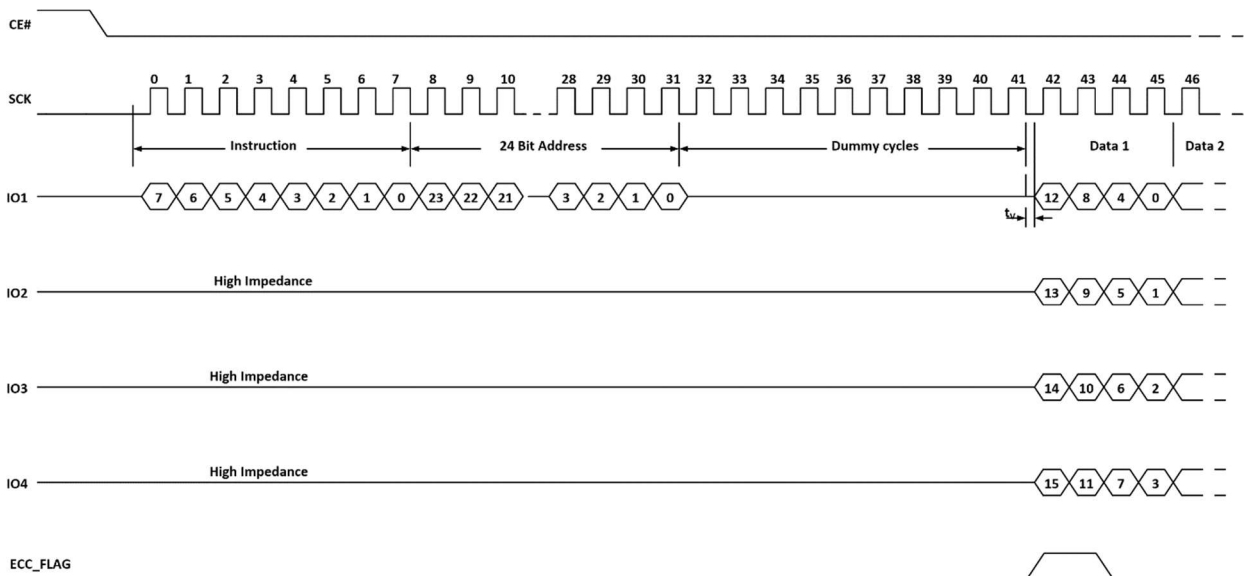 CE#
0 1 2 3 4 5 6 7 8 9 10 28 29 30 31 32 33 34 35 36 37 38 39 40 41 42 43 44 45 46
SCK
Instruction 24 Bit Address Dummy cycles Data 1 Data 2
IO1 7 6 5 4 3 2 1 0 23 22 21 3 2 1 0 12 8 4 0
tv
High Impedance
IO2 13 9 5 1
High Impedance
IO3 14 10 6 2
High Impedance
IO4 15 11 7 3
ECC_FLAG